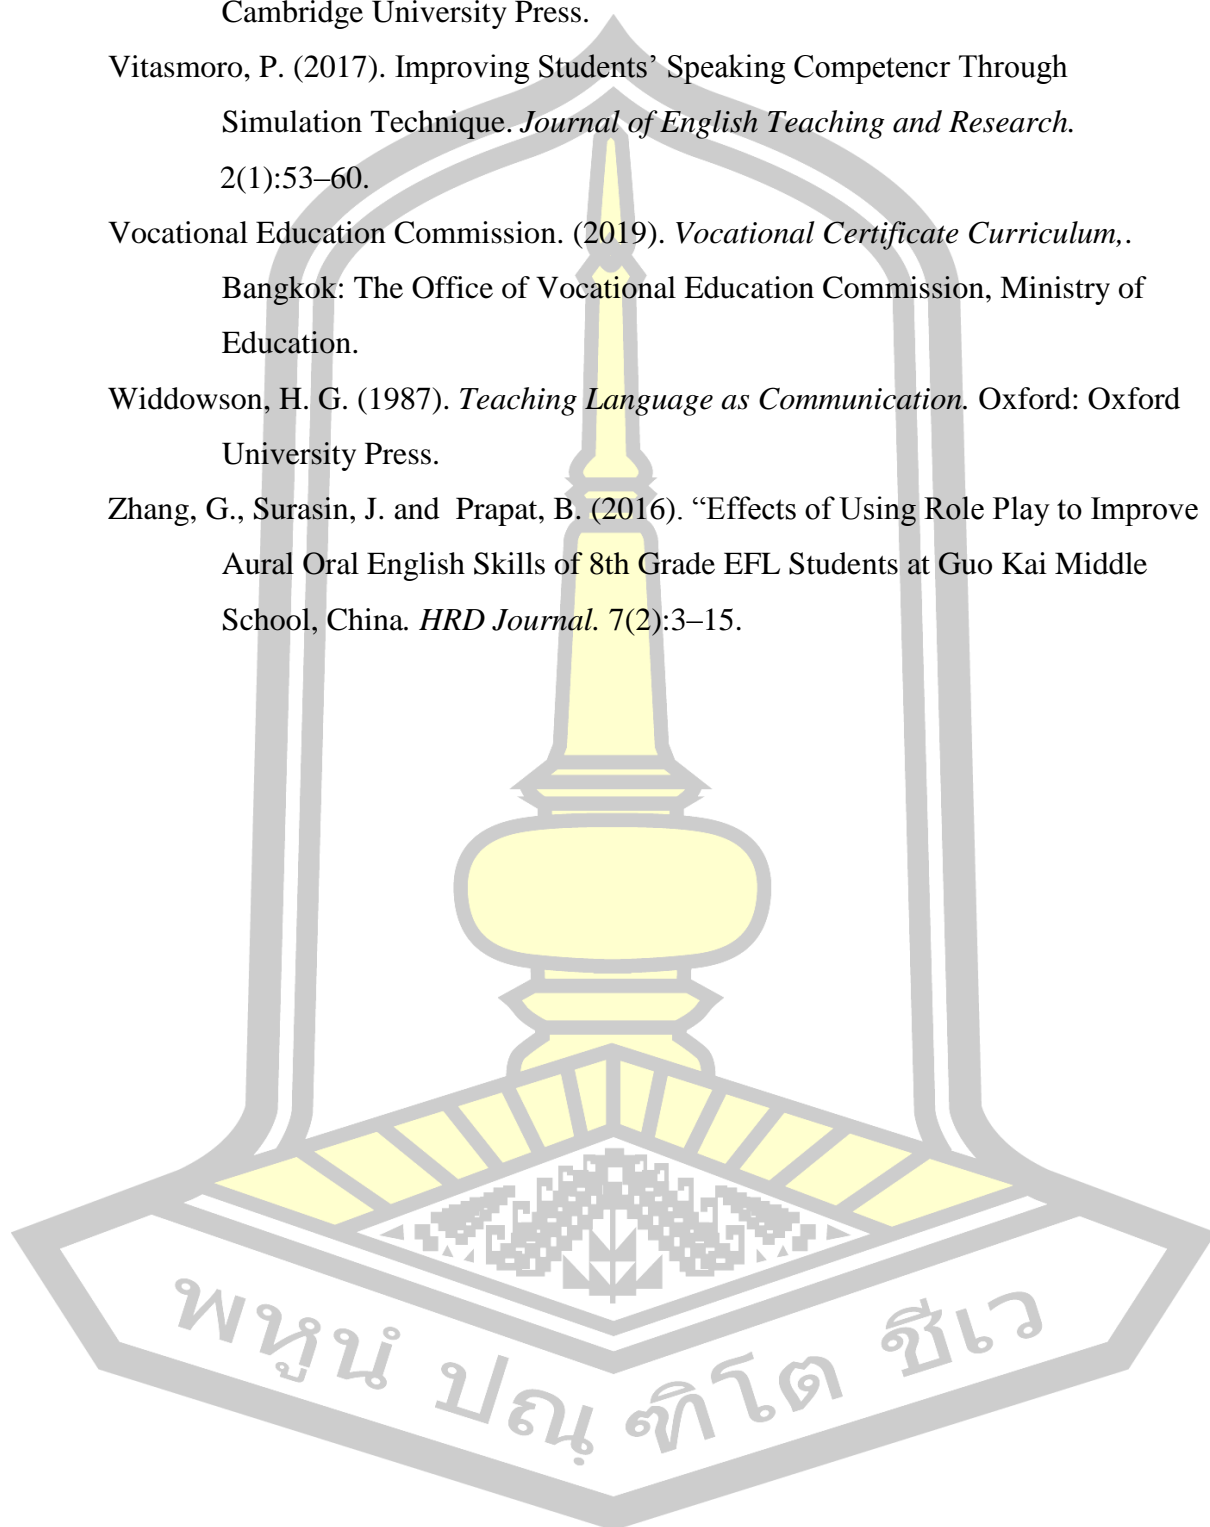 Cambridge University Press.
Vitasmoro, P. (2017). Improving Students’ Speaking Competencr Through
Simulation Technique. Journal of English Teaching and Research.
2(1):53–60.
Vocational Education Commission. (2019). Vocational Certificate Curriculum,.
Bangkok: The Office of Vocational Education Commission, Ministry of
Education.
Widdowson, H. G. (1987). Teaching Language as Communication. Oxford: Oxford
University Press.
Zhang, G., Surasin, J. and  Prapat, B. (2016). “Effects of Using Role Play to Improve
Aural Oral English Skills of 8th Grade EFL Students at Guo Kai Middle
School, China. HRD Journal. 7(2):3–15.
พหูนํ ปณฺฑิโต ชีเว